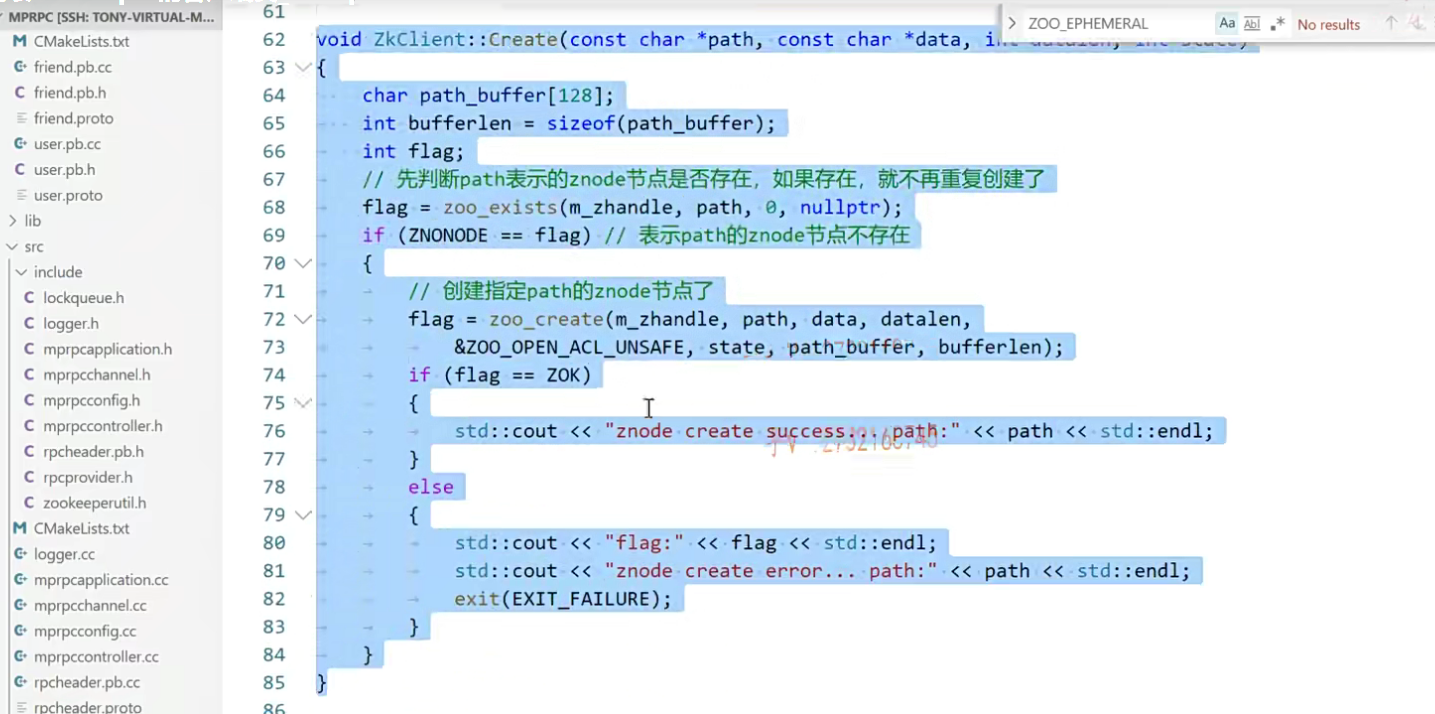 MPRPC [SSH: TONY-VIRTUAL-M...
CMakeLists.txt
friend.pb.cc
friend.pb.h
friend.proto
user.pb.cc
user.pb.h
user.proto
lib
src
include
lockqueue.h
logger.h
mprpcapplication.h
mprpcchannel.h
mprpcconfig.h
mprpccontroller.h
rpcheader.pb.h
rpcprovider.h
zookeeperutil.h
CMakeLists.txt
logger.cc
mprpcapplication.cc
mprpcchannel.cc
mprpcconfig.cc
mprpccontroller.cc
rpcheader.pb.cc
rpcheader.proto
ZOO_EPHEMERAL Aa Abl .* No results
61
62 void ZkClient::Create(const char *path, const char *data, int datalen, int state)
63 {
64 char path_buffer[128];
65 int bufferlen = sizeof(path_buffer);
66 int flag;
67 // 先判断path表示的znode节点是否存在，如果存在，就不再重复创建了
68 flag = zoo_exists(m_zhandle, path, 0, nullptr);
69 if (ZNONODE == flag) // 表示path的znode节点不存在
70 {
71 // 创建指定path的znode节点了
72 flag = zoo_create(m_zhandle, path, data, datalen,
73 &ZOO_OPEN_ACL_UNSAFE, state, path_buffer, bufferlen);
74 if (flag == ZOK)
75 {
76 std::cout << "znode create success... path:" << path << std::endl;
77 }
78 else
79 {
80 std::cout << "flag:" << flag << std::endl;
81 std::cout << "znode create error... path:" << path << std::endl;
82 exit(EXIT_FAILURE);
83 }
84 }
85 }
86